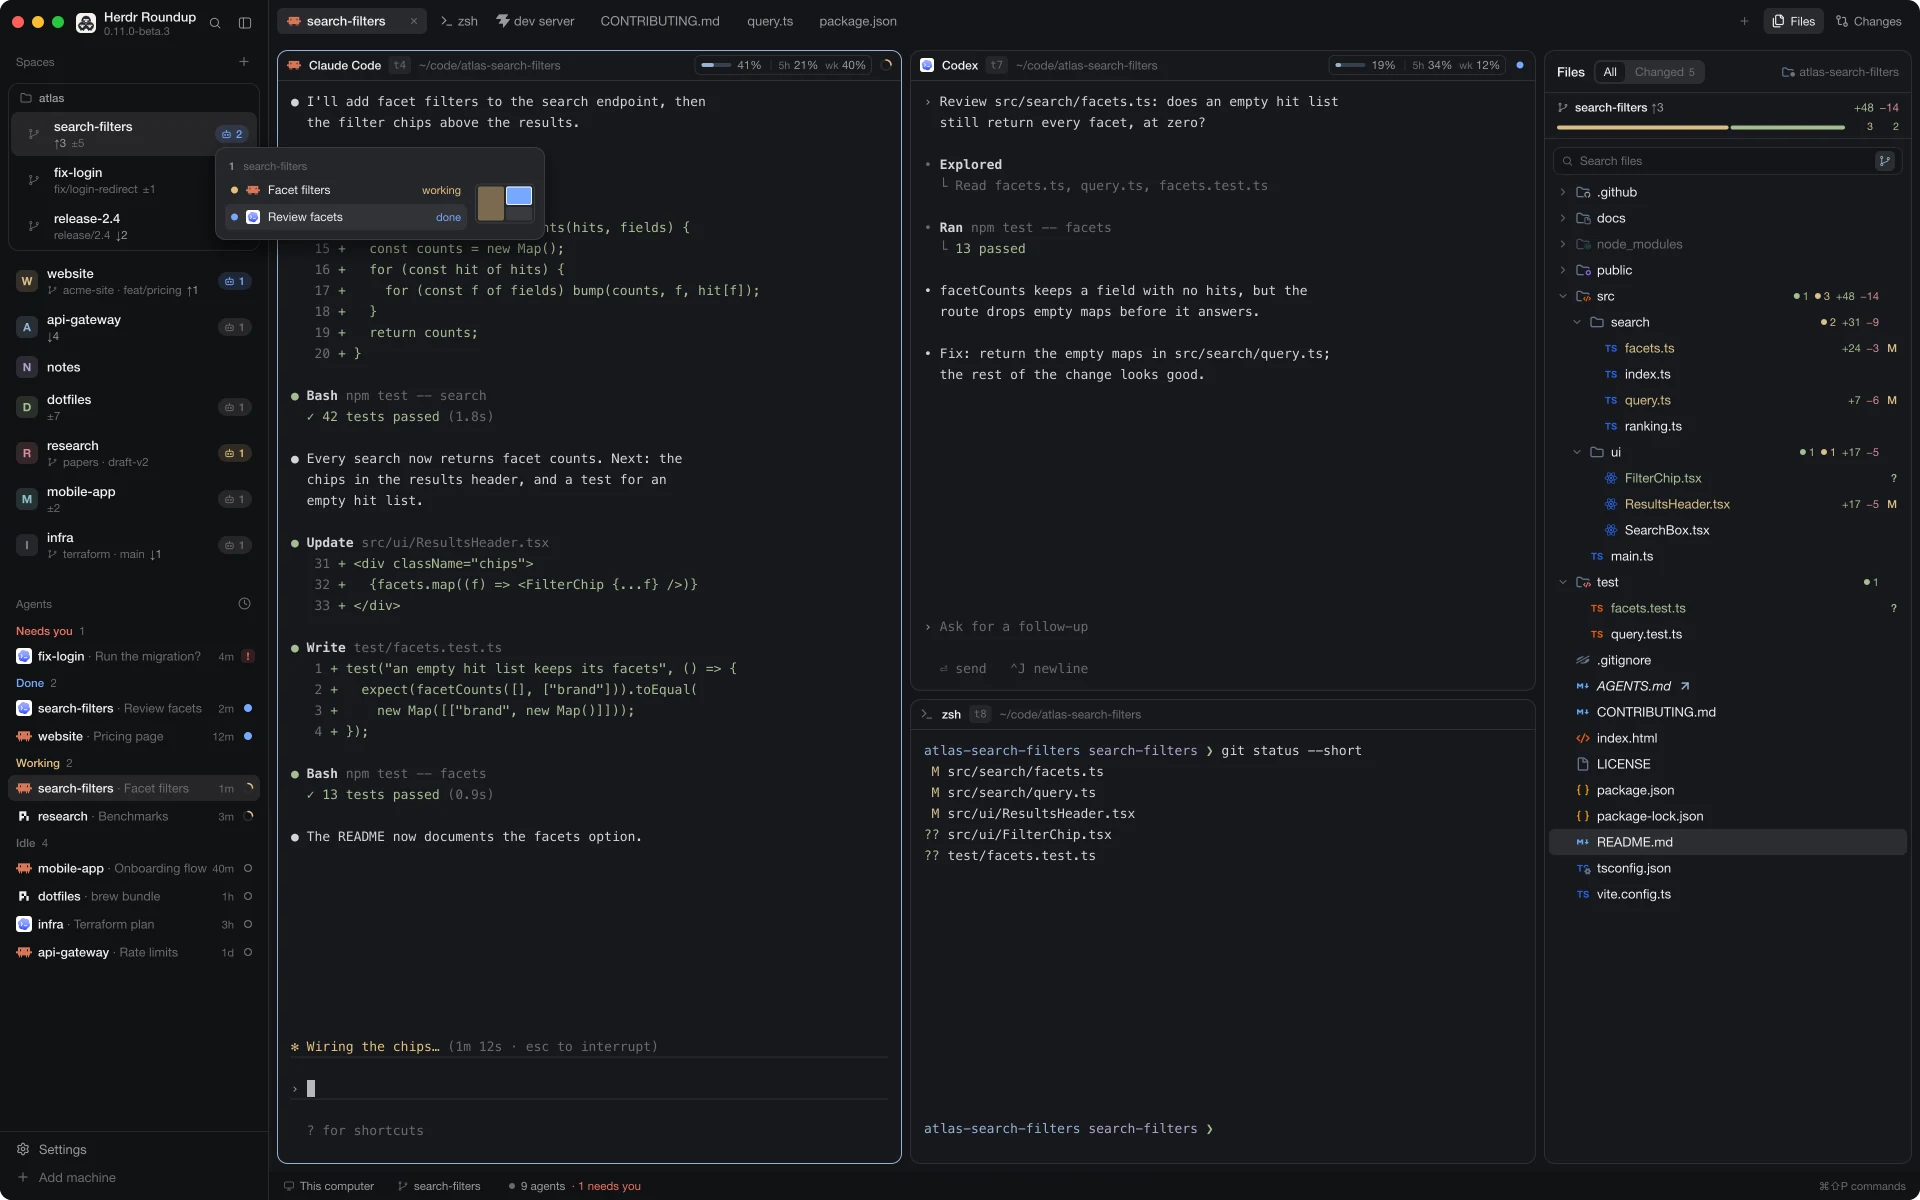 Herdr Roundup
0.11.0-beta.3
Spaces
atlas
search-filters
↑3 ±5
2
fix-login
fix/login-redirect ±1
release-2.4
release/2.4 ↓2
W
website
acme-site · feat/pricing ↑1
1
A
api-gateway
↓4
1
N
notes
D
dotfiles
±7
1
R
research
papers · draft-v2
1
M
mobile-app
±2
1
I
infra
terraform · main ↓1
1
Agents
Needs you 1
fix-login · Run the migration? 4m !
Done 2
search-filters · Review facets 2m
website · Pricing page 12m
Working 2
search-filters · Facet filters 1m
research · Benchmarks 3m
Idle 4
mobile-app · Onboarding flow 40m
dotfiles · brew bundle 1h
infra · Terraform plan 3h
api-gateway · Rate limits 1d
Settings
+ Add machine
search-filters ×
zsh
dev server
CONTRIBUTING.md
query.ts
package.json
+
Files
Changes
1 search-filters
Facet filters working
Review facets done
Claude Code t4 ~/code/atlas-search-filters 41% 5h 21% wk 40%
● I'll add facet filters to the search endpoint, then
the filter chips above the results.
nts(hits, fields) {
15 + const counts = new Map();
16 + for (const hit of hits) {
17 + for (const f of fields) bump(counts, f, hit[f]);
18 + }
19 + return counts;
20 + }
● Bash npm test -- search
✓ 42 tests passed (1.8s)
● Every search now returns facet counts. Next: the
chips in the results header, and a test for an
empty hit list.
● Update src/ui/ResultsHeader.tsx
31 + <div className="chips">
32 + {facets.map((f) => <FilterChip {...f} />)}
33 + </div>
● Write test/facets.test.ts
1 + test("an empty hit list keeps its facets", () => {
2 + expect(facetCounts([], ["brand"])).toEqual(
3 + new Map([["brand", new Map()]]));
4 + });
● Bash npm test -- facets
✓ 13 tests passed (0.9s)
● The README now documents the facets option.
✻ Wiring the chips… (1m 12s · esc to interrupt)
›
? for shortcuts
Codex t7 ~/code/atlas-search-filters 19% 5h 34% wk 12%
› Review src/search/facets.ts: does an empty hit list
still return every facet, at zero?
• Explored
└ Read facets.ts, query.ts, facets.test.ts
• Ran npm test -- facets
└ 13 passed
• facetCounts keeps a field with no hits, but the
route drops empty maps before it answers.
• Fix: return the empty maps in src/search/query.ts;
the rest of the change looks good.
› Ask for a follow-up
⏎ send ^J newline
zsh t8 ~/code/atlas-search-filters
atlas-search-filters search-filters ❯ git status --short
M src/search/facets.ts
M src/search/query.ts
M src/ui/ResultsHeader.tsx
?? src/ui/FilterChip.tsx
?? test/facets.test.ts
atlas-search-filters search-filters ❯
Files All Changed 5 atlas-search-filters
search-filters ↑3 +48 −14
3 2
Search files
.github
docs
node_modules
public
src 1 3 +48 −14
search 2 +31 −9
TS facets.ts +24 −3 M
TS index.ts
TS query.ts +7 −6 M
TS ranking.ts
ui 1 1 +17 −5
FilterChip.tsx ?
ResultsHeader.tsx +17 −5 M
SearchBox.tsx
TS main.ts
test 1
TS facets.test.ts ?
TS query.test.ts
.gitignore
M↓ AGENTS.md ↗
M↓ CONTRIBUTING.md
</> index.html
LICENSE
{ } package.json
{ } package-lock.json
M↓ README.md
TS tsconfig.json
TS vite.config.ts
This computer
search-filters
9 agents · 1 needs you
⌘⇧P commands